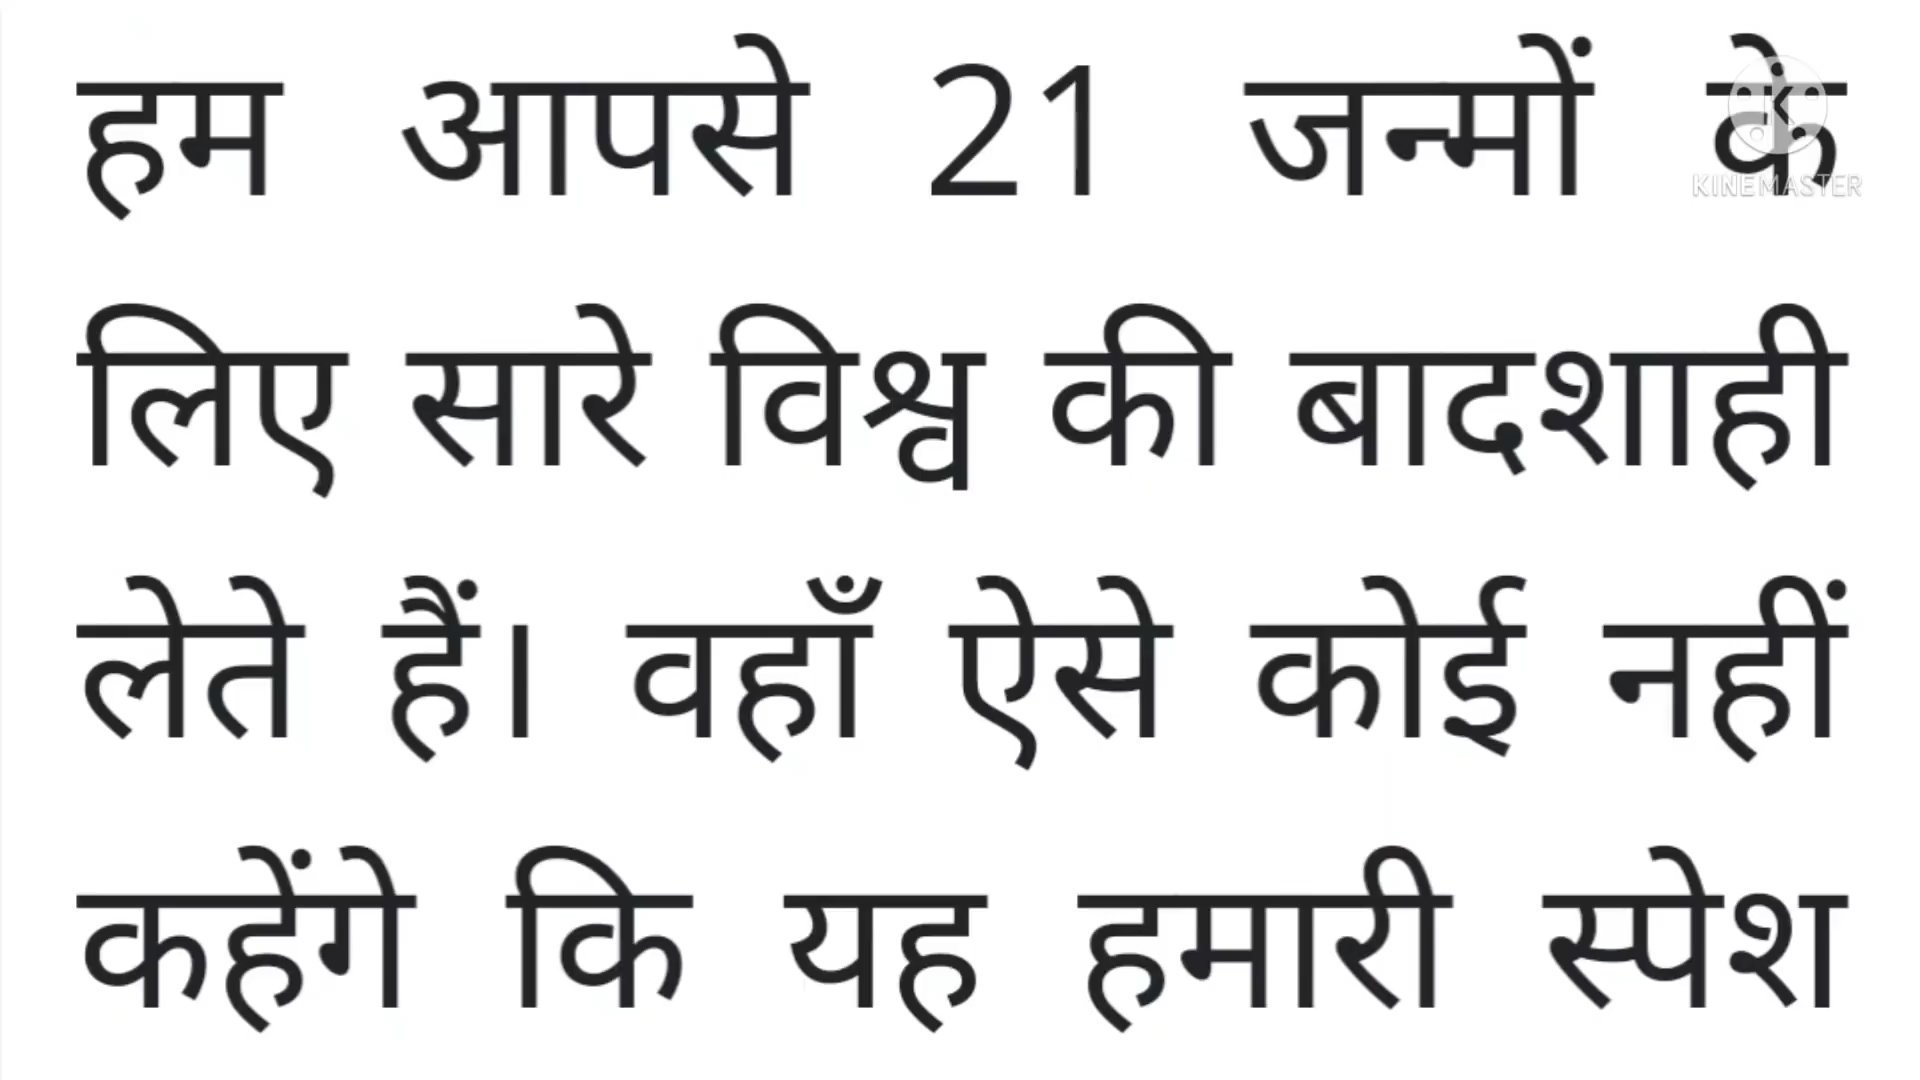 हम आपसे 21 जन्मों के
KINEMASTER
लिए सारे विश्व की बादशाही
लेते हैं। वहाँ ऐसे कोई नहीं
कहेंगे कि यह हमारी स्पेश